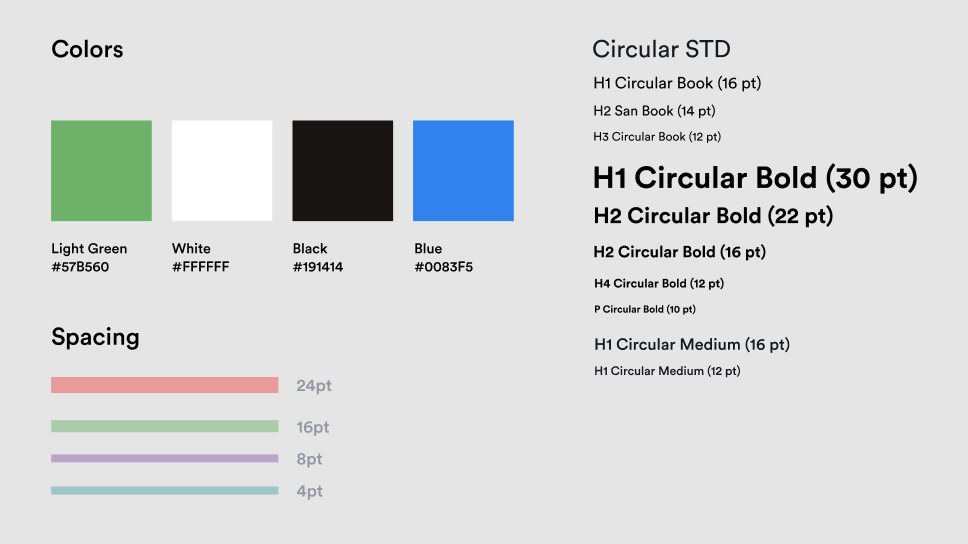 Colors
Light Green
#57B560
White
#FFFFFF
Black
#191414
Blue
#0083F5
Spacing
24pt
16pt
8pt
4pt
Circular STD
H1 Circular Book (16 pt)
H2 San Book (14 pt)
H3 Circular Book (12 pt)
H1 Circular Bold (30 pt)
H2 Circular Bold (22 pt)
H2 Circular Bold (16 pt)
H4 Circular Bold (12 pt)
P Circular Bold (10 pt)
H1 Circular Medium (16 pt)
H1 Circular Medium (12 pt)